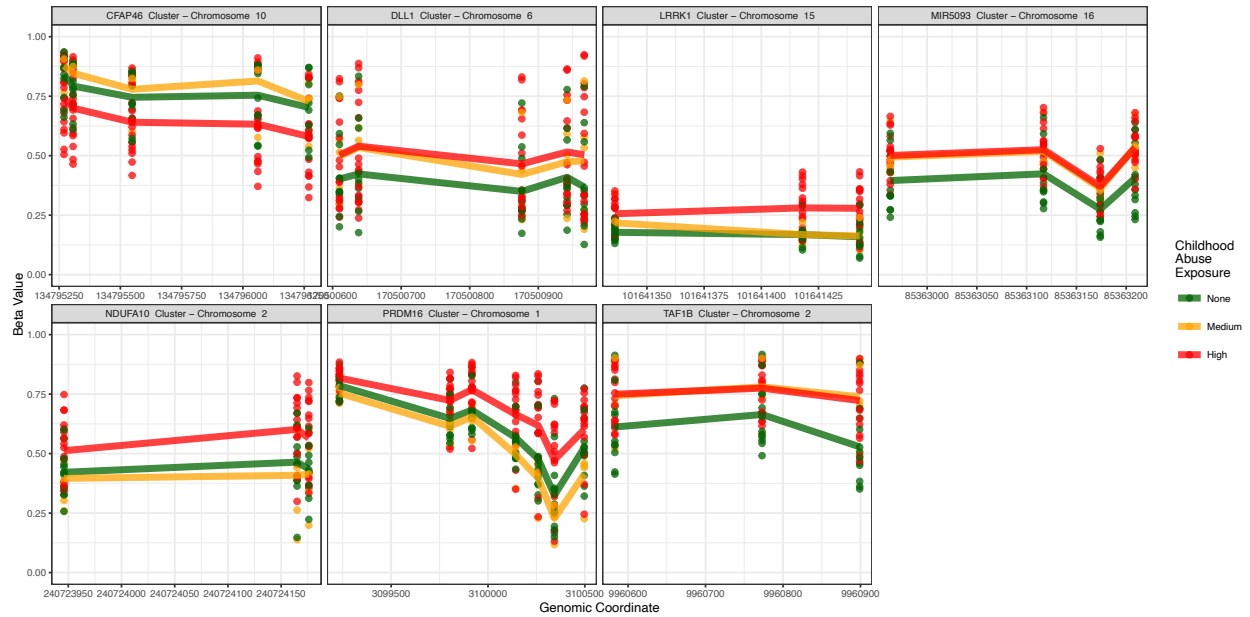 CFAP46 Cluster – Chromosome 10
DLL1 Cluster – Chromosome 6
LRRK1 Cluster – Chromosome 15
MIR5093 Cluster – Chromosome 16
1.00
0.75
0.50
0.25
0.00
134795250 134795500 134795750 134796000
170500700 170500800 170500900
101641350 101641375 101641400 101641425
85363000 85363050 85363100 85363150 85363200
NDUFA10 Cluster – Chromosome 2
PRDM16 Cluster – Chromosome 1
TAF1B Cluster – Chromosome 2
1.00
0.75
0.50
0.25
0.00
240723950 240724000 240724050 240724100 240724150
3099500 3100000 3100500
9960600 9960700 9960800 9960900
Beta Value
Genomic Coordinate
Childhood
Abuse
Exposure
None
Medium
High